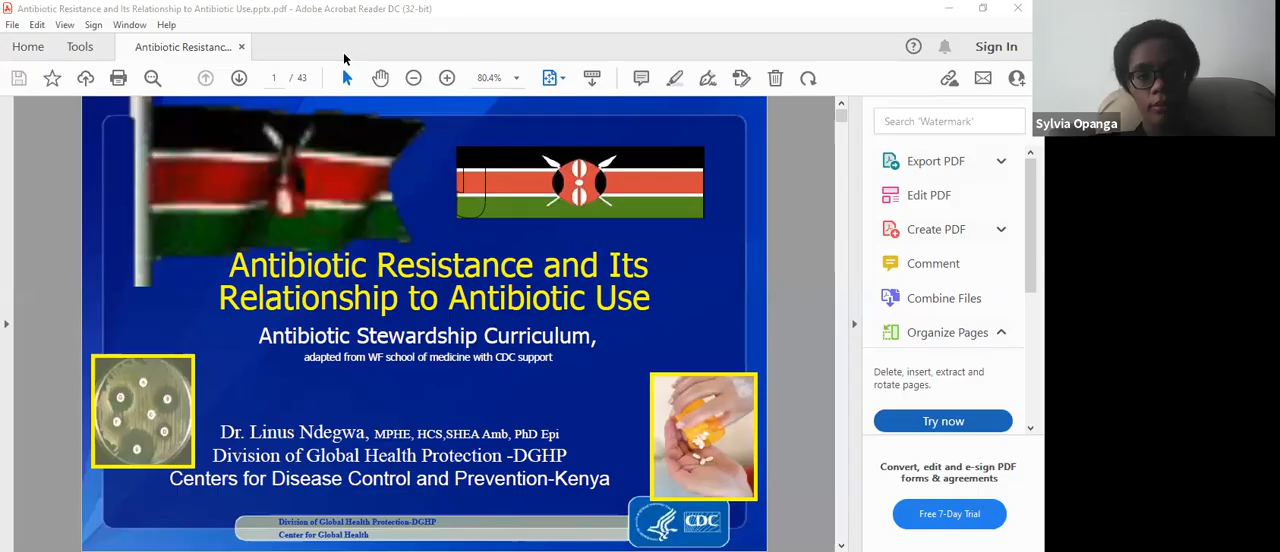 Antibiotic Resistance and Its Relationship to Antibiotic Use.pptx.pdf - Adobe Acrobat Reader DC (32-bit)
File Edit View Sign Window Help
Home Tools Antibiotic Resistanc... × Sign In
1 / 43 80.4%
Sylvia Opanga
Search 'Watermark'
Export PDF
Edit PDF
Create PDF
Comment
Combine Files
Organize Pages
Delete, insert, extract and
rotate pages.
Try now
Convert, edit and e-sign PDF
forms & agreements
Free 7-Day Trial
Antibiotic Resistance and Its
Relationship to Antibiotic Use
Antibiotic Stewardship Curriculum,
adapted from WF school of medicine with CDC support
Dr. Linus Ndegwa, MPHE, HCS,SHEA Amb, PhD Epi
Division of Global Health Protection -DGHP
Centers for Disease Control and Prevention-Kenya
Division of Global Health Protection-DGHP
Center for Global Health
CDC